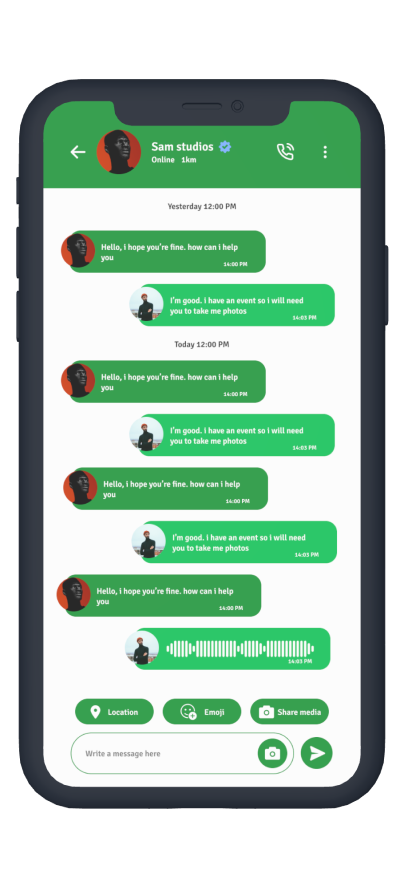 Sam studios
Online 1km
Yesterday 12:00 PM
Hello, i hope you're fine. how can i help
you
14:00 PM
I'm good. i have an event so i will need
you to take me photos
14:03 PM
Today 12:00 PM
Hello, i hope you're fine. how can i help
you
14:00 PM
I'm good. i have an event so i will need
you to take me photos
14:03 PM
Hello, i hope you're fine. how can i help
you
14:00 PM
I'm good. i have an event so i will need
you to take me photos
14:03 PM
Hello, i hope you're fine. how can i help
you
14:00 PM
14:03 PM
Location
Emoji
Share media
Write a message here